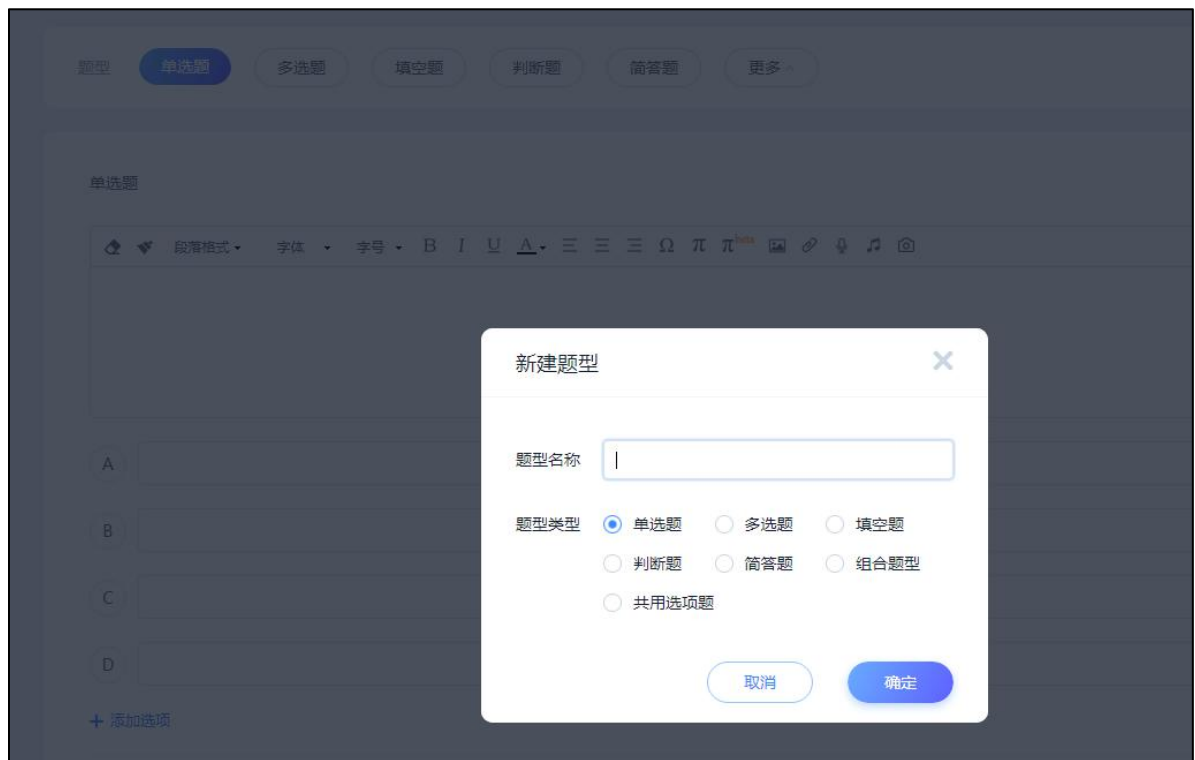 题型 单选题 多选题 填空题 判断题 简答题 更多
单选题
段落格式 字体 字号 B I U A Ω π π beta
新建题型
题型名称
A
题型类型 单选题 多选题 填空题
B
判断题 简答题 组合题型
C
共用选项题
D
取消 确定
+ 添加选项